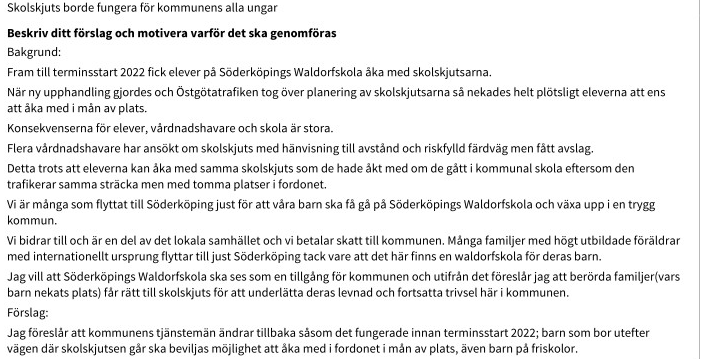 Skolskjuts borde fungera för kommunens alla ungar
Beskriv ditt förslag och motivera varför det ska genomföras
Bakgrund:
Fram till terminsstart 2022 fick elever på Söderköpings Waldorfskola åka med skolskjutsarna.
När ny upphandling gjordes och Östgötatrafiken tog över planering av skolskjutsarna så nekades helt plötsligt eleverna att ens
att åka med i mån av plats.
Konsekvenserna för elever, vårdnadshavare och skola är stora.
Flera vårdnadshavare har ansökt om skolskjuts med hänvisning till avstånd och riskfylld färdväg men fått avslag.
Detta trots att eleverna kan åka med samma skolskjuts som de hade åkt med om de gått i kommunal skola eftersom den
trafikerar samma sträcka men med tomma platser i fordonet.
Vi är många som flyttat till Söderköping just för att våra barn ska få gå på Söderköpings Waldorfskola och växa upp i en trygg
kommun.
Vi bidrar till och är en del av det lokala samhället och vi betalar skatt till kommunen. Många familjer med högt utbildade föräldrar
med internationellt ursprung flyttar till just Söderköping tack vare att det här finns en waldorfskola för deras barn.
Jag vill att Söderköpings Waldorfskola ska ses som en tillgång för kommunen och utifrån det föreslår jag att berörda familjer(vars
barn nekats plats) får rätt till skolskjuts för att underlätta deras levnad och fortsatta trivsel här i kommunen.
Förslag:
Jag föreslår att kommunens tjänstemän ändrar tillbaka såsom det fungerade innan terminsstart 2022; barn som bor utefter
vägen där skolskjutsen går ska beviljas möjlighet att åka med i fordonet i mån av plats, även barn på friskolor.